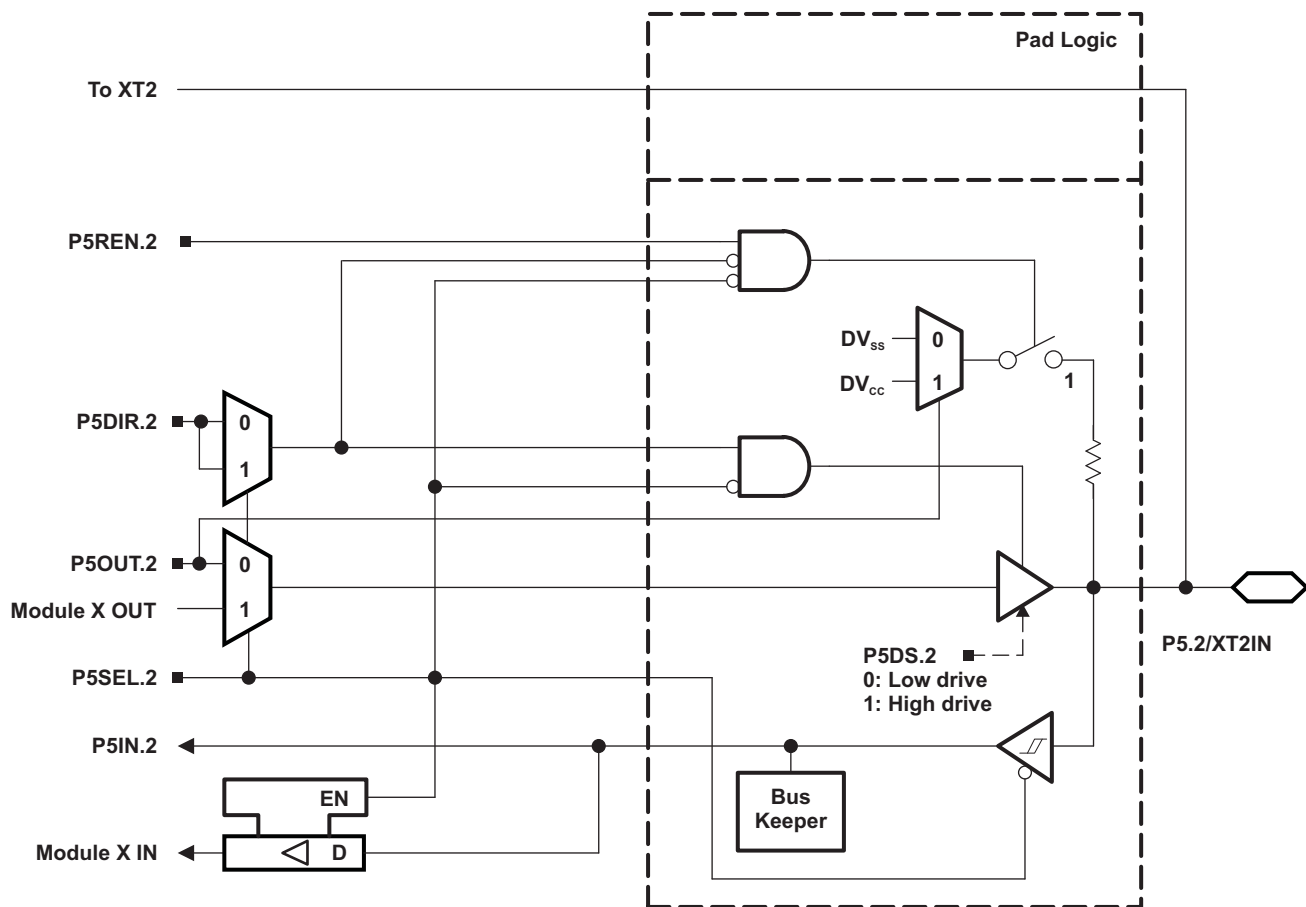 Pad Logic
To XT2
P5REN.2
DVSS
0
DVCC
1
1
P5DIR.2
0
1
P5OUT.2
0
Module X OUT
1
P5SEL.2
P5DS.2
0: Low drive
1: High drive
P5.2/XT2IN
P5IN.2
EN
Bus
Keeper
Module X IN
D